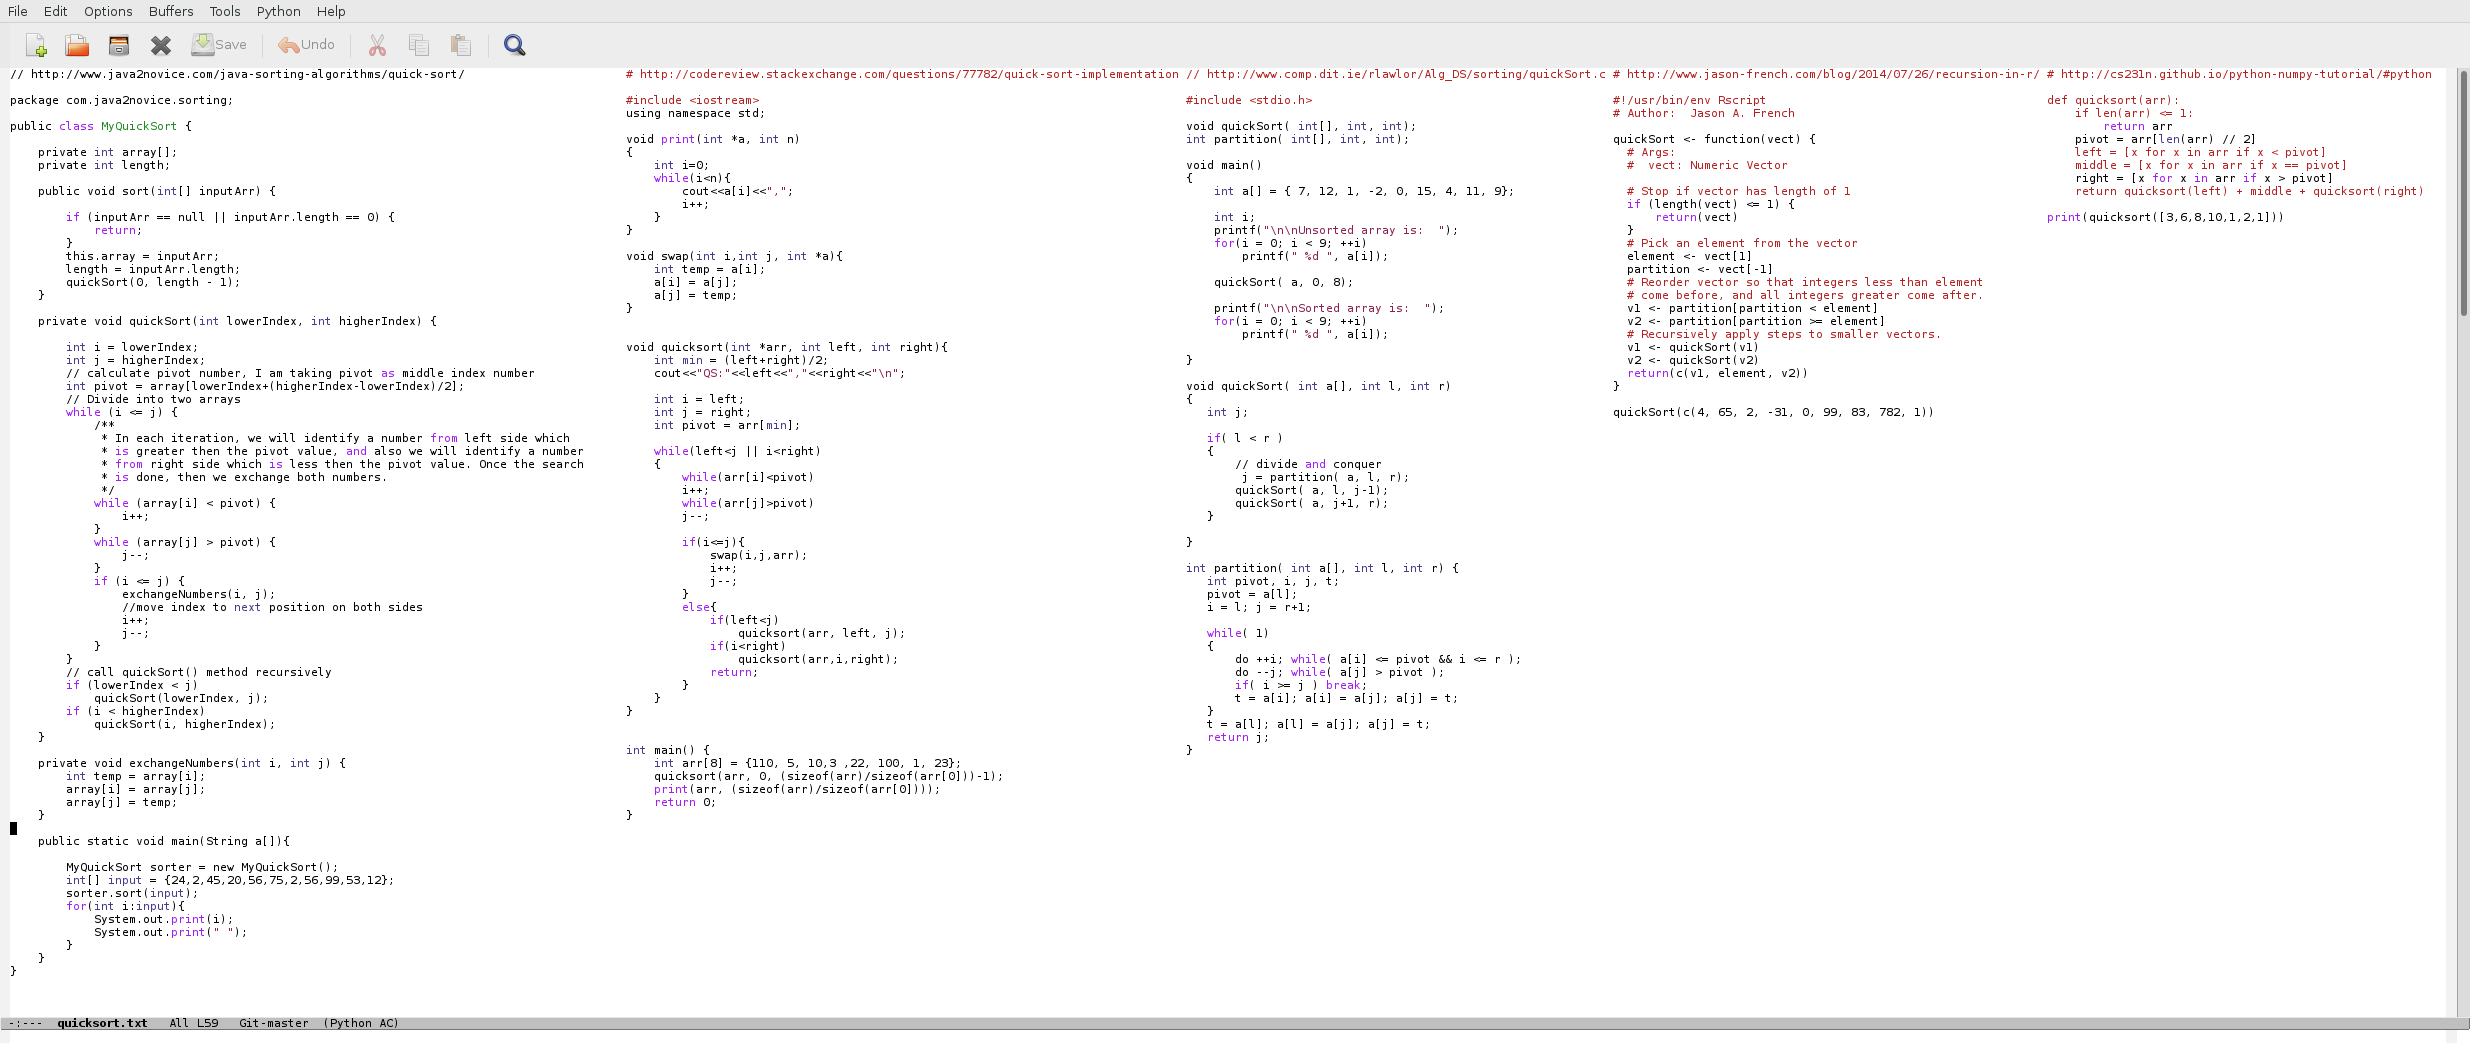 File Edit Options Buffers Tools Python Help
Save Undo
// http://www.java2novice.com/java-sorting-algorithms/quick-sort/
package com.java2novice.sorting;
public class MyQuickSort {
    private int array[];
    private int length;
    public void sort(int[] inputArr) {
        if (inputArr == null || inputArr.length == 0) {
            return;
        }
        this.array = inputArr;
        length = inputArr.length;
        quickSort(0, length - 1);
    }
    private void quickSort(int lowerIndex, int higherIndex) {
        int i = lowerIndex;
        int j = higherIndex;
        // calculate pivot number, I am taking pivot as middle index number
        int pivot = array[lowerIndex+(higherIndex-lowerIndex)/2];
        // Divide into two arrays
        while (i <= j) {
            /**
             * In each iteration, we will identify a number from left side which
             * is greater then the pivot value, and also we will identify a number
             * from right side which is less then the pivot value. Once the search
             * is done, then we exchange both numbers.
             */
            while (array[i] < pivot) {
                i++;
            }
            while (array[j] > pivot) {
                j--;
            }
            if (i <= j) {
                exchangeNumbers(i, j);
                //move index to next position on both sides
                i++;
                j--;
            }
        }
        // call quickSort() method recursively
        if (lowerIndex < j)
            quickSort(lowerIndex, j);
        if (i < higherIndex)
            quickSort(i, higherIndex);
    }
    private void exchangeNumbers(int i, int j) {
        int temp = array[i];
        array[i] = array[j];
        array[j] = temp;
    }
    public static void main(String a[]){
        MyQuickSort sorter = new MyQuickSort();
        int[] input = {24,2,45,20,56,75,2,56,99,53,12};
        sorter.sort(input);
        for(int i:input){
            System.out.print(i);
            System.out.print(" ");
        }
    }
}
# http://codereview.stackexchange.com/questions/77782/quick-sort-implementation
#include <iostream>
using namespace std;
void print(int *a, int n)
{
    int i=0;
    while(i<n){
        cout<<a[i]<<",";
        i++;
    }
}
void swap(int i,int j, int *a){
    int temp = a[i];
    a[i] = a[j];
    a[j] = temp;
}
void quicksort(int *arr, int left, int right){
    int min = (left+right)/2;
    cout<<"QS:"<<left<<","<<right<<"\n";
    int i = left;
    int j = right;
    int pivot = arr[min];
    while(left<j || i<right)
    {
        while(arr[i]<pivot)
        i++;
        while(arr[j]>pivot)
        j--;
        if(i<=j){
            swap(i,j,arr);
            i++;
            j--;
        }
        else{
            if(left<j)
                quicksort(arr, left, j);
            if(i<right)
                quicksort(arr,i,right);
            return;
        }
    }
}
int main() {
    int arr[8] = {110, 5, 10,3 ,22, 100, 1, 23};
    quicksort(arr, 0, (sizeof(arr)/sizeof(arr[0]))-1);
    print(arr, (sizeof(arr)/sizeof(arr[0])));
    return 0;
}
// http://www.comp.dit.ie/rlawlor/Alg_DS/sorting/quickSort.c
#include <stdio.h>
void quickSort( int[], int, int);
int partition( int[], int, int);
void main()
{
    int a[] = { 7, 12, 1, -2, 0, 15, 4, 11, 9};
    int i;
    printf("\n\nUnsorted array is:  ");
    for(i = 0; i < 9; ++i)
        printf(" %d ", a[i]);
    quickSort( a, 0, 8);
    printf("\n\nSorted array is:  ");
    for(i = 0; i < 9; ++i)
        printf(" %d ", a[i]);
}
void quickSort( int a[], int l, int r)
{
   int j;
   if( l < r )
   {
       // divide and conquer
        j = partition( a, l, r);
       quickSort( a, l, j-1);
       quickSort( a, j+1, r);
   }
}
int partition( int a[], int l, int r) {
   int pivot, i, j, t;
   pivot = a[l];
   i = l; j = r+1;
   while( 1)
   {
       do ++i; while( a[i] <= pivot && i <= r );
       do --j; while( a[j] > pivot );
       if( i >= j ) break;
       t = a[i]; a[i] = a[j]; a[j] = t;
   }
   t = a[l]; a[l] = a[j]; a[j] = t;
   return j;
}
# http://www.jason-french.com/blog/2014/07/26/recursion-in-r/
#!/usr/bin/env Rscript
# Author:  Jason A. French
quickSort <- function(vect) {
  # Args:
  #  vect: Numeric Vector
  # Stop if vector has length of 1
  if (length(vect) <= 1) {
      return(vect)
  }
  # Pick an element from the vector
  element <- vect[1]
  partition <- vect[-1]
  # Reorder vector so that integers less than element
  # come before, and all integers greater come after.
  v1 <- partition[partition < element]
  v2 <- partition[partition >= element]
  # Recursively apply steps to smaller vectors.
  v1 <- quickSort(v1)
  v2 <- quickSort(v2)
  return(c(v1, element, v2))
}
quickSort(c(4, 65, 2, -31, 0, 99, 83, 782, 1))
# http://cs231n.github.io/python-numpy-tutorial/#python
def quicksort(arr):
    if len(arr) <= 1:
        return arr
    pivot = arr[len(arr) // 2]
    left = [x for x in arr if x < pivot]
    middle = [x for x in arr if x == pivot]
    right = [x for x in arr if x > pivot]
    return quicksort(left) + middle + quicksort(right)
print(quicksort([3,6,8,10,1,2,1]))
-:--- quicksort.txt All L59 Git-master (Python AC)